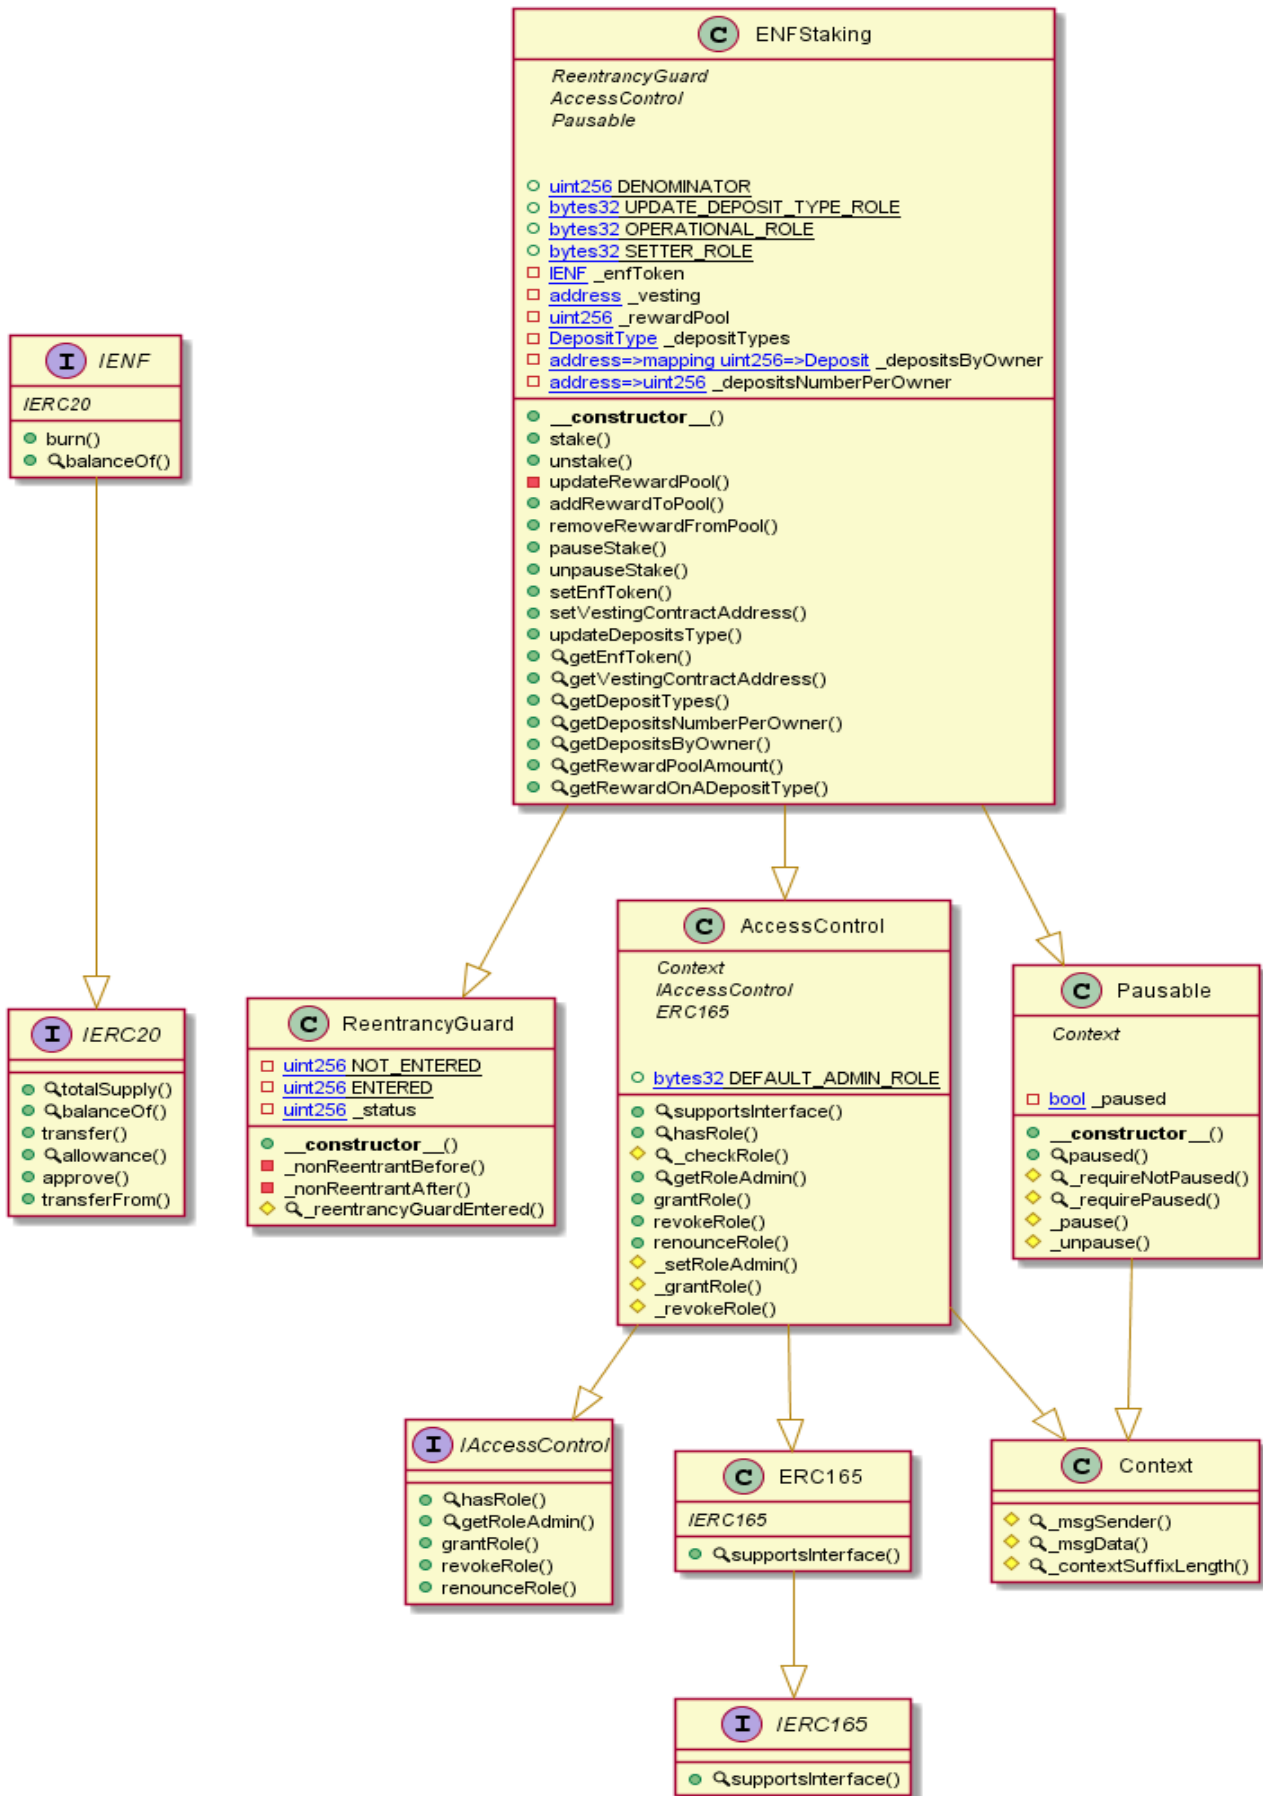 C ENFStaking
ReentrancyGuard
AccessControl
Pausable
uint256 DENOMINATOR
bytes32 UPDATE_DEPOSIT_TYPE_ROLE
bytes32 OPERATIONAL_ROLE
bytes32 SETTER_ROLE
IENF _enfToken
address _vesting
uint256 _rewardPool
DepositType _depositTypes
address=>mapping uint256=>Deposit _depositsByOwner
address=>uint256 _depositsNumberPerOwner
__constructor__()
stake()
unstake()
updateRewardPool()
addRewardToPool()
removeRewardFromPool()
pauseStake()
unpauseStake()
setEnfToken()
setVestingContractAddress()
updateDepositsType()
getEnfToken()
getVestingContractAddress()
getDepositTypes()
getDepositsNumberPerOwner()
getDepositsByOwner()
getRewardPoolAmount()
getRewardOnADepositType()
I IENF
IERC20
burn()
balanceOf()
I IERC20
totalSupply()
balanceOf()
transfer()
allowance()
approve()
transferFrom()
C ReentrancyGuard
uint256 NOT_ENTERED
uint256 ENTERED
uint256 _status
__constructor__()
_nonReentrantBefore()
_nonReentrantAfter()
_reentrancyGuardEntered()
C AccessControl
Context
IAccessControl
ERC165
bytes32 DEFAULT_ADMIN_ROLE
supportsInterface()
hasRole()
_checkRole()
getRoleAdmin()
grantRole()
revokeRole()
renounceRole()
_setRoleAdmin()
_grantRole()
_revokeRole()
C Pausable
Context
bool _paused
__constructor__()
paused()
_requireNotPaused()
_requirePaused()
_pause()
_unpause()
I IAccessControl
hasRole()
getRoleAdmin()
grantRole()
revokeRole()
renounceRole()
C ERC165
IERC165
supportsInterface()
C Context
_msgSender()
_msgData()
_contextSuffixLength()
I IERC165
supportsInterface()